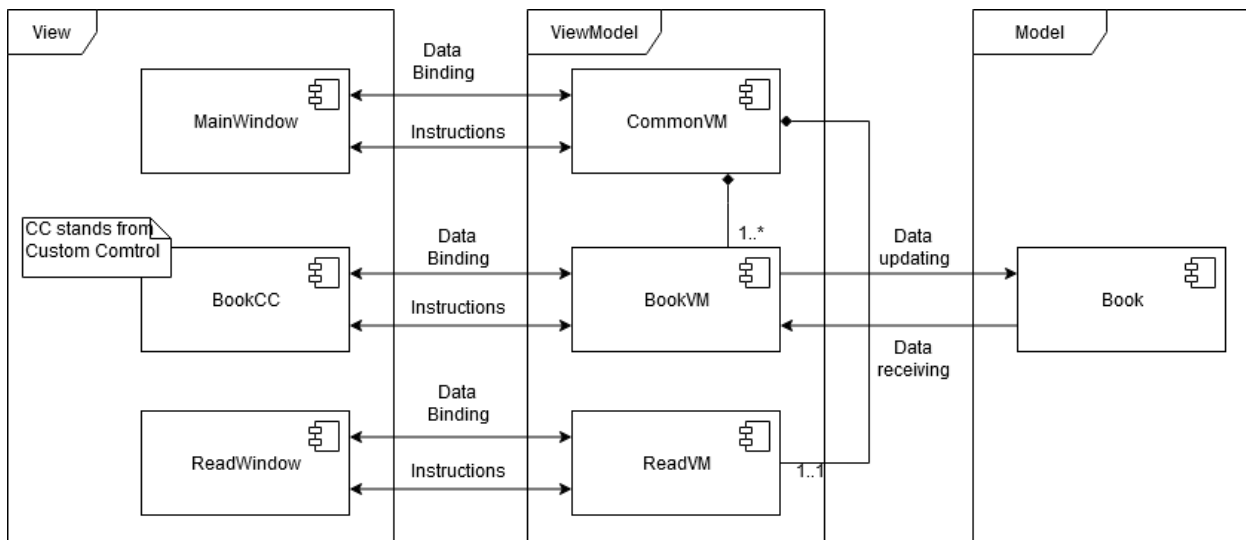 View
ViewModel
Model
Data
Binding
MainWindow
CommonVM
Instructions
CC stands from
Custom Comtrol
1..*
Data
Binding
Data
updating
BookCC
Instructions
BookVM
Book
Data
receiving
Data
Binding
ReadWindow
Instructions
ReadVM
1..1